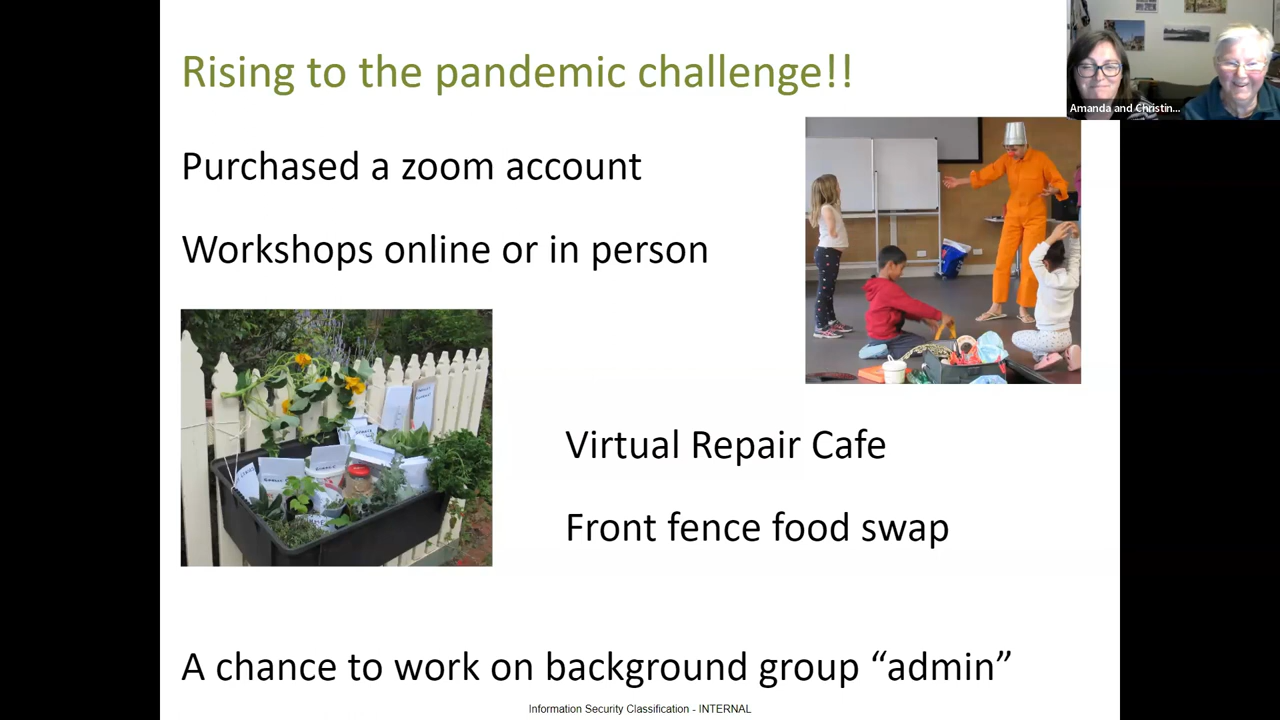 Rising to the pandemic challenge!!
Amanda and Christin...
Purchased a zoom account
Workshops online or in person
Virtual Repair Cafe
Front fence food swap
A chance to work on background group “admin”
Information Security Classification - INTERNAL